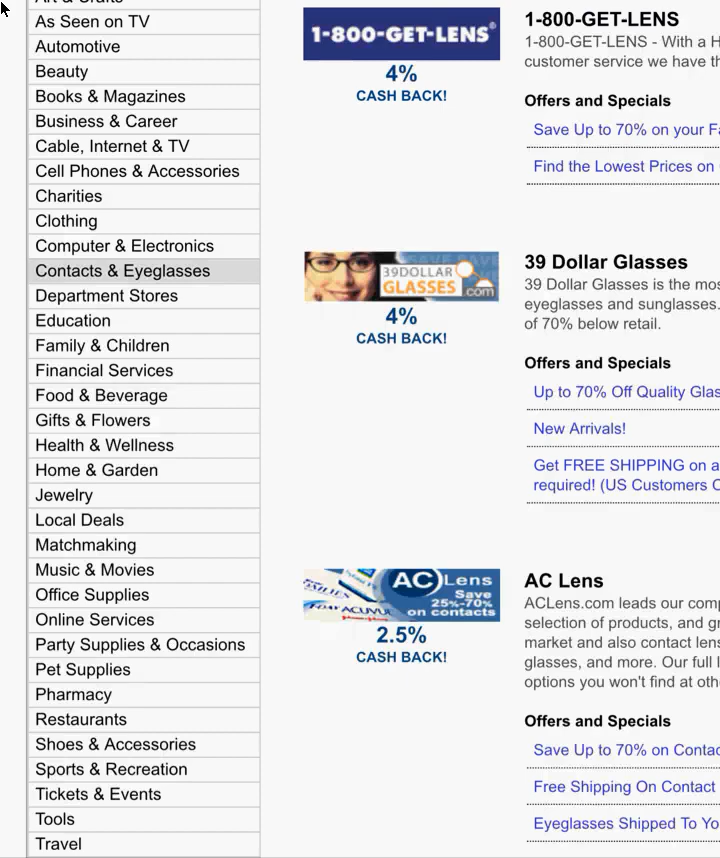 As Seen on TV
Automotive
Beauty
Books & Magazines
Business & Career
Cable, Internet & TV
Cell Phones & Accessories
Charities
Clothing
Computer & Electronics
Contacts & Eyeglasses
Department Stores
Education
Family & Children
Financial Services
Food & Beverage
Gifts & Flowers
Health & Wellness
Home & Garden
Jewelry
Local Deals
Matchmaking
Music & Movies
Office Supplies
Online Services
Party Supplies & Occasions
Pet Supplies
Pharmacy
Restaurants
Shoes & Accessories
Sports & Recreation
Tickets & Events
Tools
Travel
1-800-GET-LENS®
4%
CASH BACK!
1-800-GET-LENS
1-800-GET-LENS - With a H
customer service we have th
Offers and Specials
Save Up to 70% on your Fa
Find the Lowest Prices on
39DOLLAR
GLASSES.com
4%
CASH BACK!
39 Dollar Glasses
39 Dollar Glasses is the mos
eyeglasses and sunglasses.
of 70% below retail.
Offers and Specials
Up to 70% Off Quality Glas
New Arrivals!
Get FREE SHIPPING on a
required! (US Customers O
AC Lens
Save
25%-70%
on contacts
2.5%
CASH BACK!
AC Lens
ACLens.com leads our comp
selection of products, and gr
market and also contact lens
glasses, and more. Our full l
options you won't find at oth
Offers and Specials
Save Up to 70% on Contac
Free Shipping On Contact
Eyeglasses Shipped To Yo